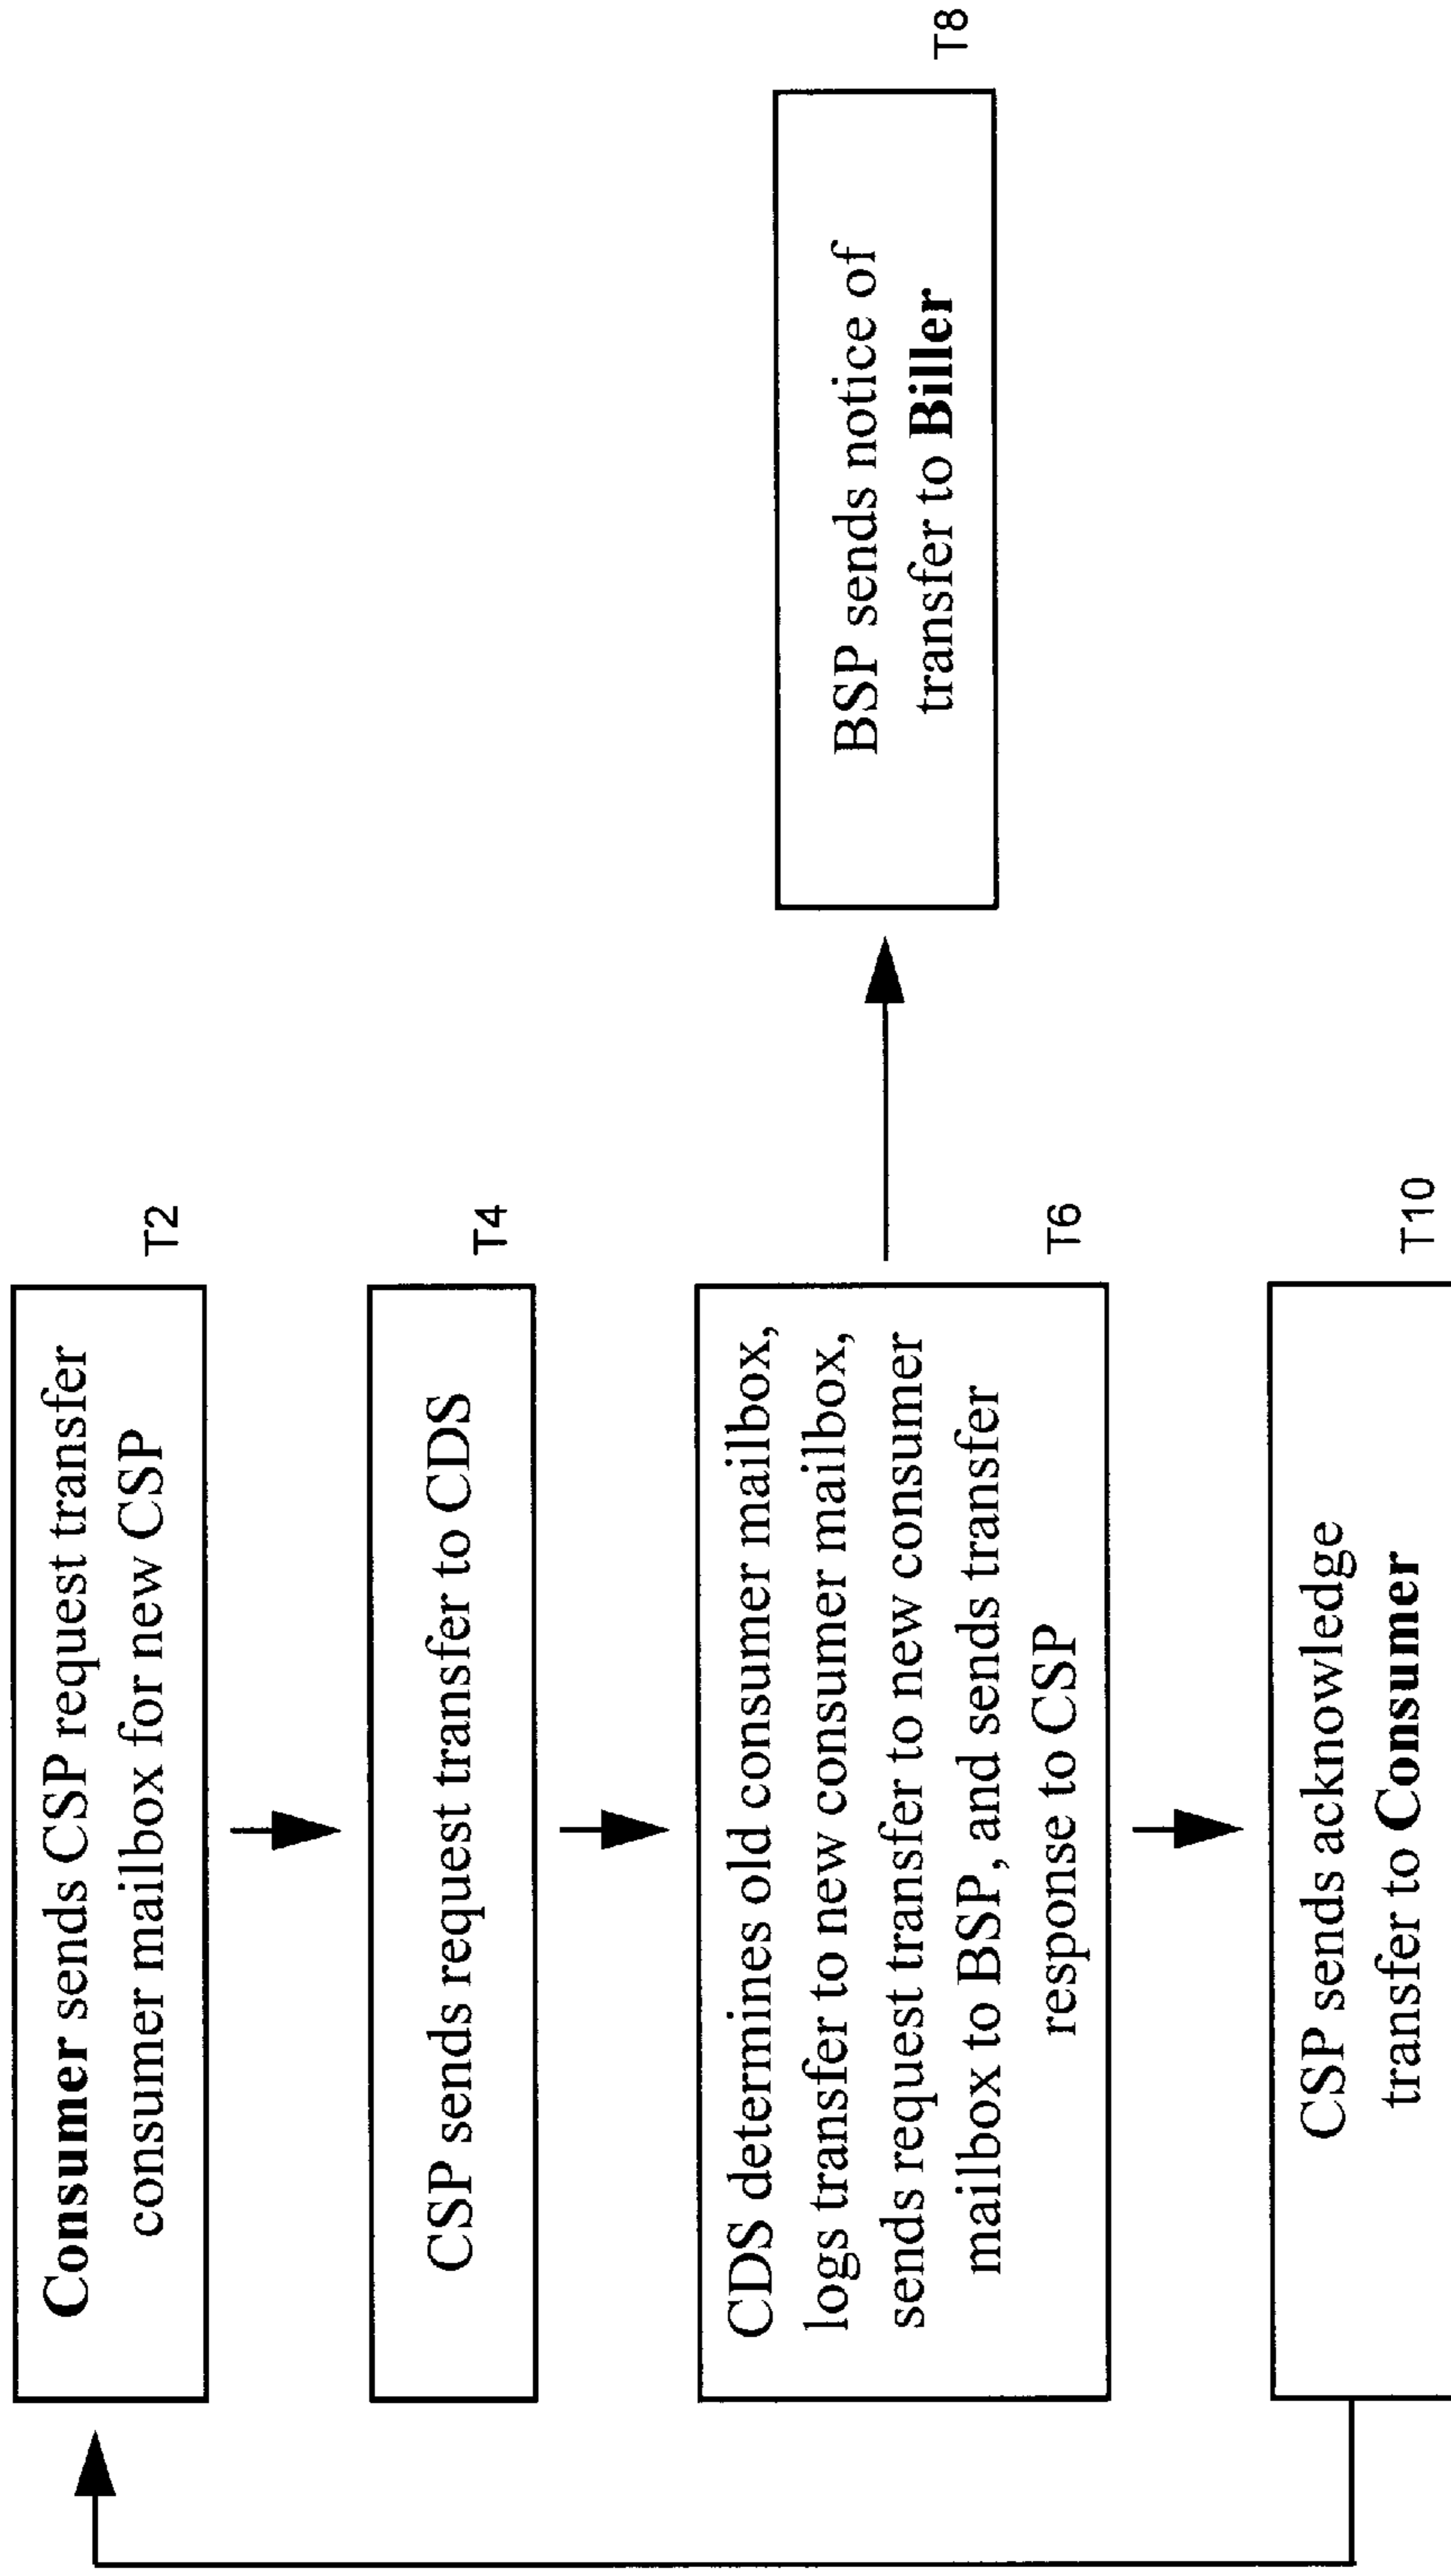 Consumer sends CSP request transfer
consumer mailbox for new CSP
T2
CSP sends request transfer to CDS
T4
CDS determines old consumer mailbox,
logs transfer to new consumer mailbox,
sends request transfer to new consumer
mailbox to BSP, and sends transfer
response to CSP
T6
BSP sends notice of
transfer to Biller
T8
CSP sends acknowledge
transfer to Consumer
T10